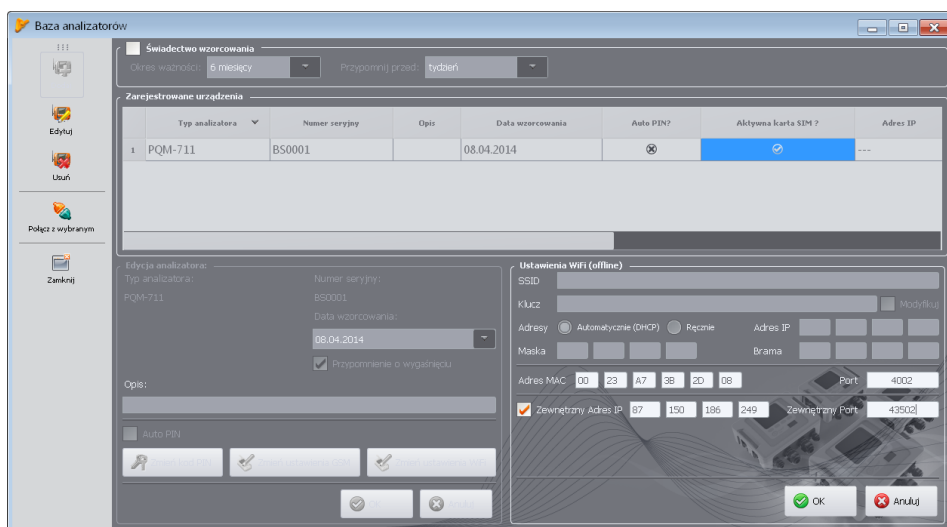 Baza analizatorów
Edytuj
Usuń
Połącz z wybranym
Zamknij
Świadectwo wzorcowania
Okres ważności: 6 miesięcy Przypomnij przed: tydzień
Zarejestrowane urządzenia
Typ analizatora Numer seryjny Opis Data wzorcowania Auto PIN? Aktywna karta SIM ? Adres IP
1 PQM-711 BS0001 08.04.2014 ---
Edycja analizatora:
Typ analizatora: Numer seryjny:
PQM-711 BS0001
Data wzorcowania:
08.04.2014
Przypomnienie o wygaśnięciu
Opis:
Auto PIN
OK Anuluj
Ustawienia WiFi (offline)
SSID
Klucz Modyfikuj
Adresy Automatycznie (DHCP) Ręcznie Adres IP
Maska Brama
Adres MAC 00 23 A7 3B 2D 08 Port 4002
Zewnętrzny Adres IP 87 150 186 249 Zewnętrzny Port 43502
OK Anuluj